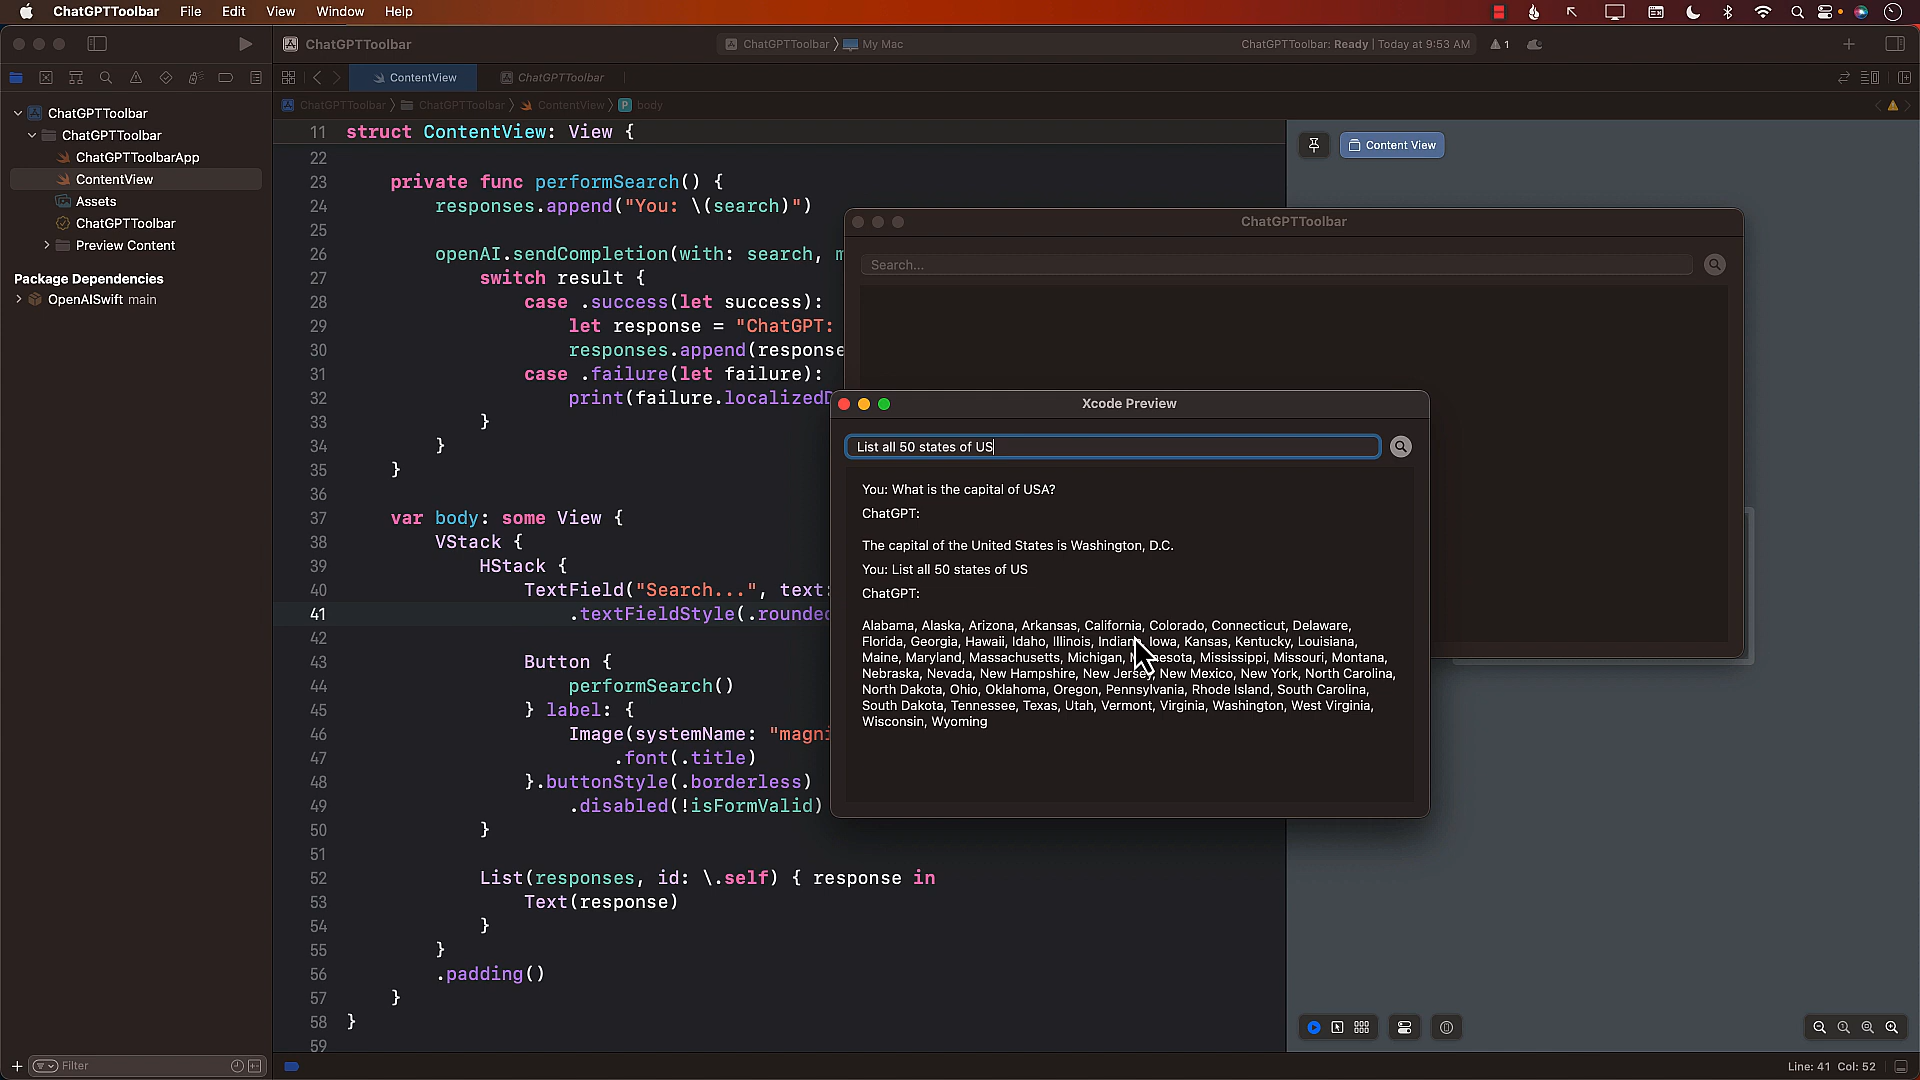 ChatGPTToolbar File Edit View Window Help
ChatGPTToolbar
ChatGPTToolbar My Mac
ChatGPTToolbar: Ready | Today at 9:53 AM
1
ContentView
ChatGPTToolbar
ChatGPTToolbar
ChatGPTToolbar
ContentView
body
ChatGPTToolbar
ChatGPTToolbar
ChatGPTToolbarApp
ContentView
Assets
ChatGPTToolbar
Preview Content
Package Dependencies
OpenAISwift main
Filter
11 struct ContentView: View {
22
23 private func performSearch() {
24 responses.append("You: \(search)")
25
26 openAI.sendCompletion(with: search, m
27 switch result {
28 case .success(let success):
29 let response = "ChatGPT:
30 responses.append(response
31 case .failure(let failure):
32 print(failure.localizedD
33 }
34 }
35 }
36
37 var body: some View {
38 VStack {
39 HStack {
40 TextField("Search...", text:
41 .textFieldStyle(.rounded
42
43 Button {
44 performSearch()
45 } label: {
46 Image(systemName: "magni
47 .font(.title)
48 }.buttonStyle(.borderless)
49 .disabled(!isFormValid)
50 }
51
52 List(responses, id: \.self) { response in
53 Text(response)
54 }
55 }
56 .padding()
57 }
58 }
59
Content View
ChatGPTToolbar
Search...
Xcode Preview
List all 50 states of US
You: What is the capital of USA?
ChatGPT:
The capital of the United States is Washington, D.C.
You: List all 50 states of US
ChatGPT:
Alabama, Alaska, Arizona, Arkansas, California, Colorado, Connecticut, Delaware,
Florida, Georgia, Hawaii, Idaho, Illinois, Indiana, Iowa, Kansas, Kentucky, Louisiana,
Maine, Maryland, Massachusetts, Michigan, Minnesota, Mississippi, Missouri, Montana,
Nebraska, Nevada, New Hampshire, New Jersey, New Mexico, New York, North Carolina,
North Dakota, Ohio, Oklahoma, Oregon, Pennsylvania, Rhode Island, South Carolina,
South Dakota, Tennessee, Texas, Utah, Vermont, Virginia, Washington, West Virginia,
Wisconsin, Wyoming
Line: 41 Col: 52